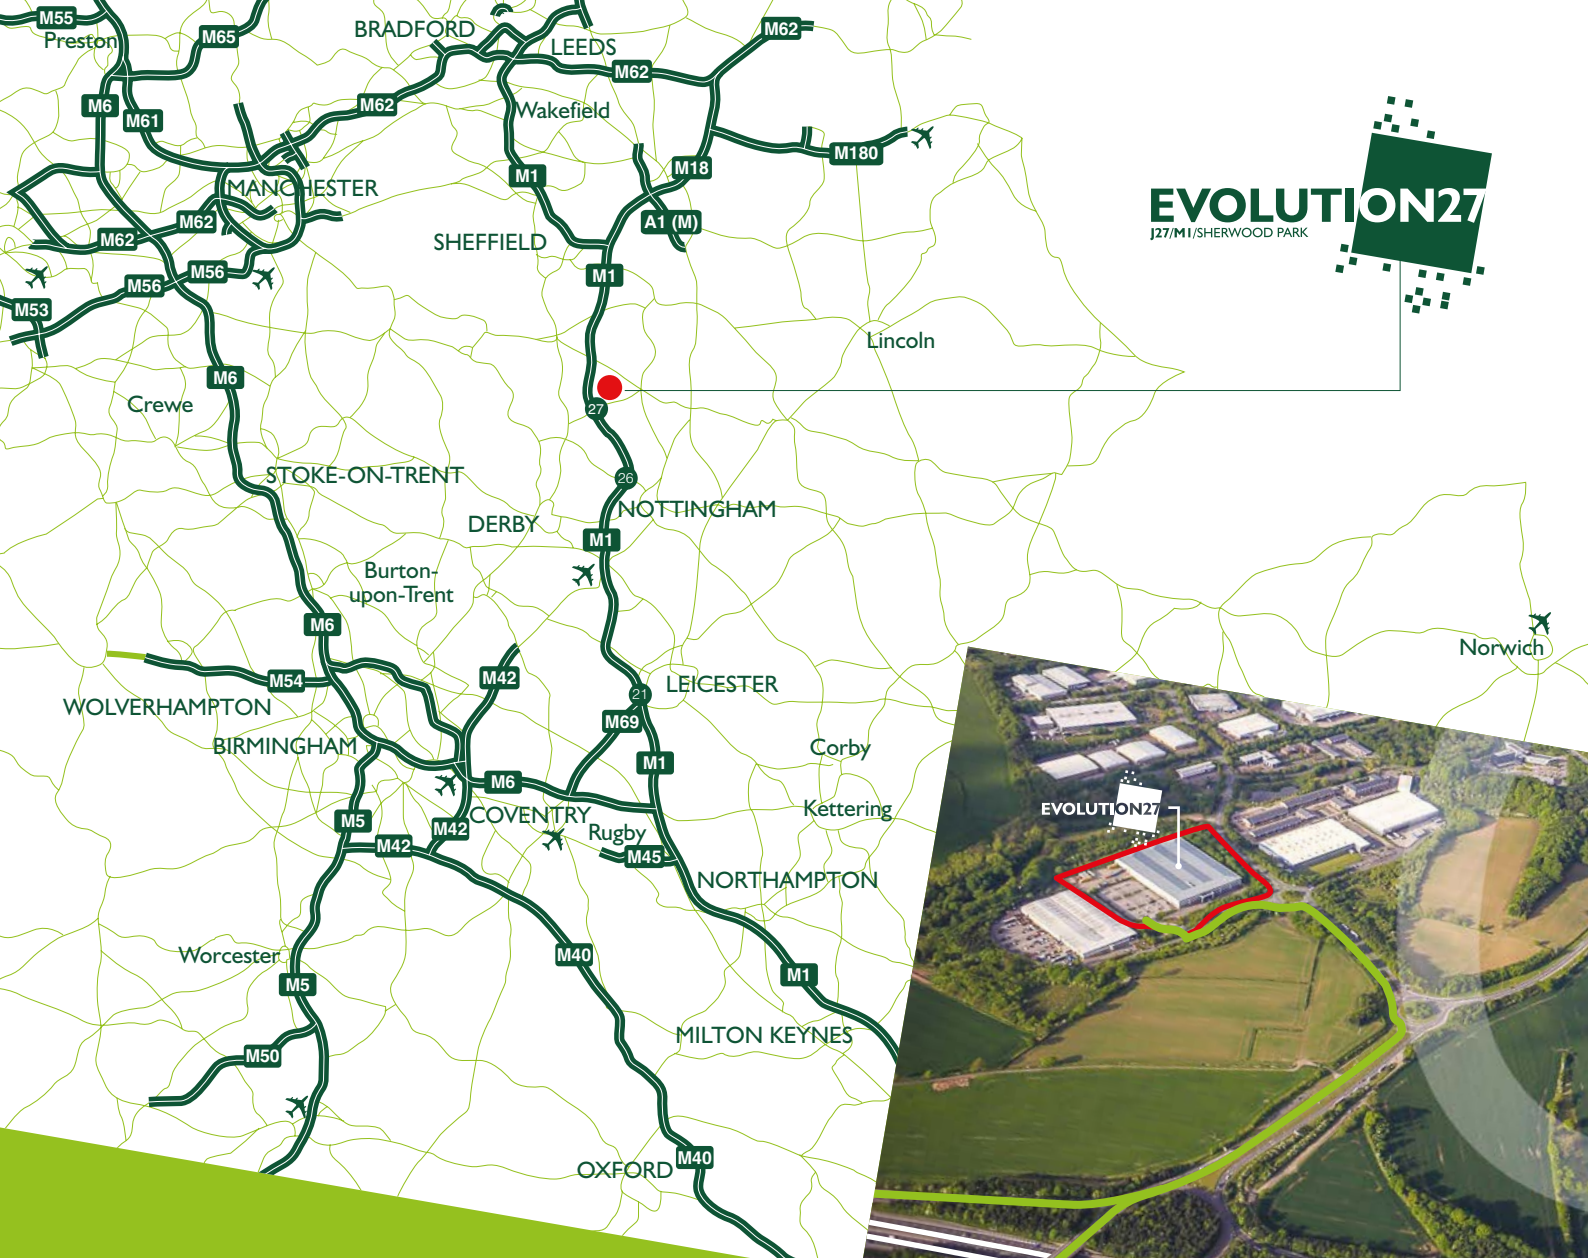 M55
Preston
M65
BRADFORD
LEEDS
M62
M62
M6
M61
M62
Wakefield
M180
M18
M1
MANCHESTER
M62
A1 (M)
M62
SHEFFIELD
EVOLUTION27
J27/M1/SHERWOOD PARK
M56
M56
M1
M53
Lincoln
M6
Crewe
27
STOKE-ON-TRENT
26
NOTTINGHAM
DERBY
M1
Burton-
upon-Trent
M6
Norwich
M54
M42
LEICESTER
21
WOLVERHAMPTON
M69
BIRMINGHAM
Corby
M1
M6
Kettering
EVOLUTION27
COVENTRY
M5
M42
Rugby
M42
M45
NORTHAMPTON
Worcester
M40
M1
M5
MILTON KEYNES
M50
M40
OXFORD